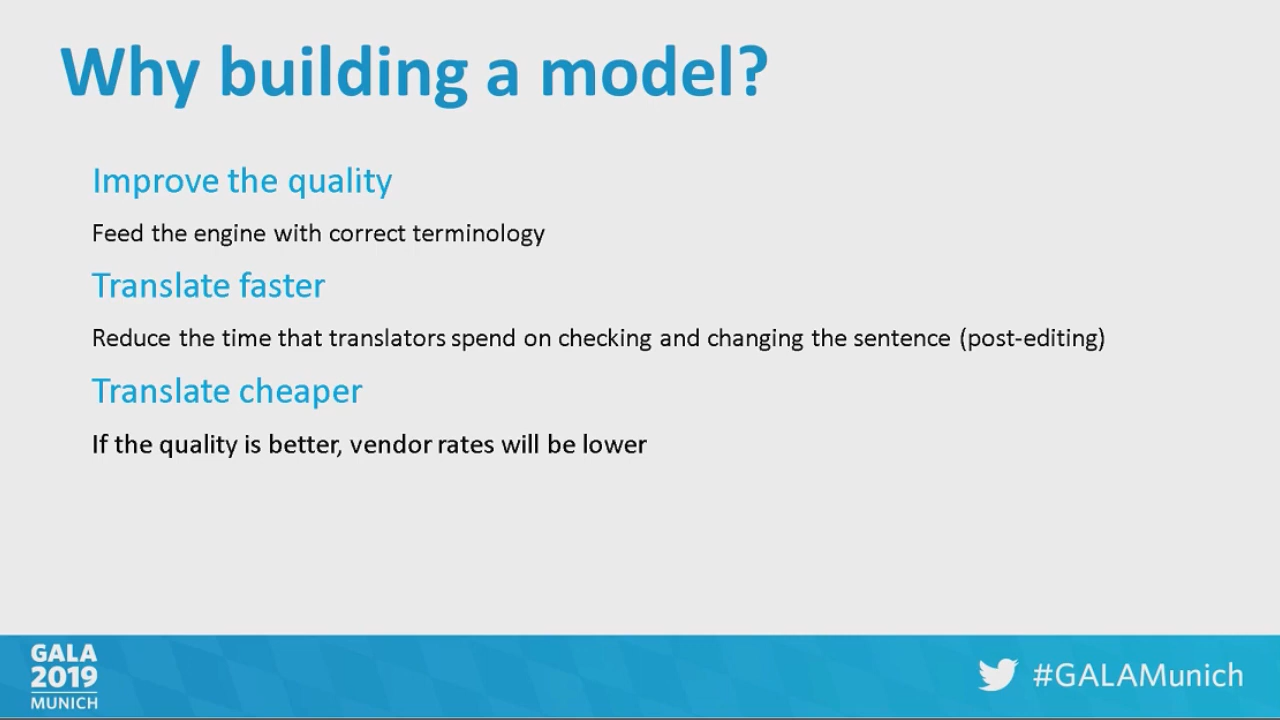 Why building a model?
Improve the quality
Feed the engine with correct terminology
Translate faster
Reduce the time that translators spend on checking and changing the sentence (post-editing)
Translate cheaper
If the quality is better, vendor rates will be lower
GALA
2019
MUNICH
#GALAMunich